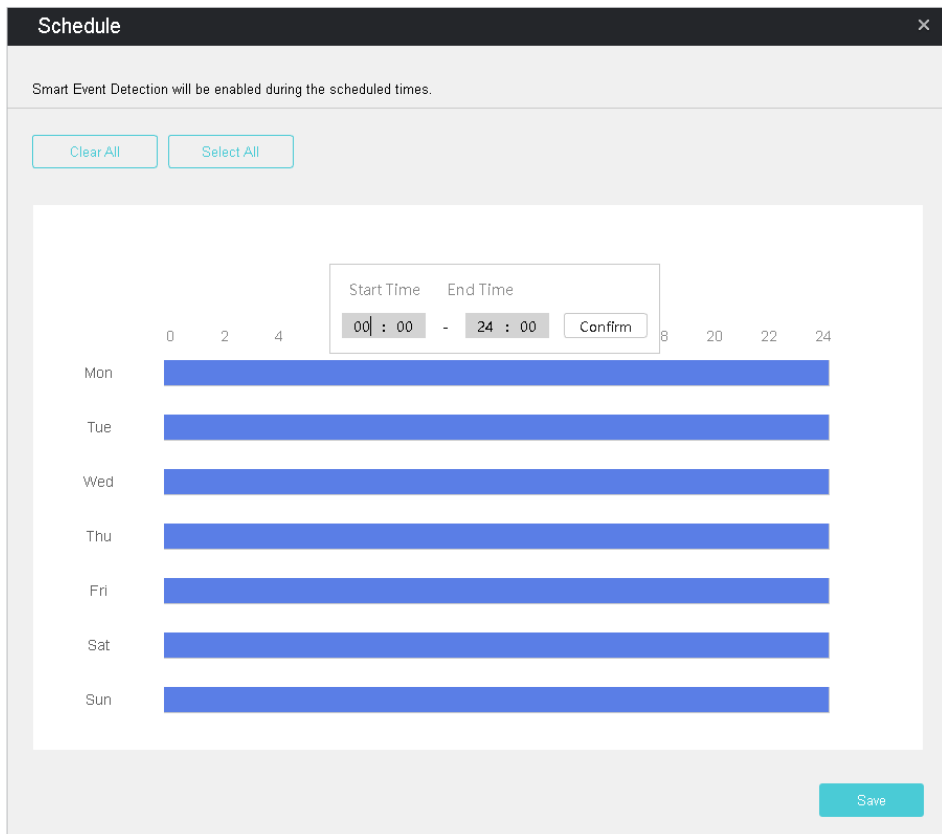 Schedule ×
Smart Event Detection will be enabled during the scheduled times.
Clear All Select All
Start Time End Time
00 : 00 - 24 : 00 Confirm
0 2 4 8 20 22 24
Mon
Tue
Wed
Thu
Fri
Sat
Sun
Save